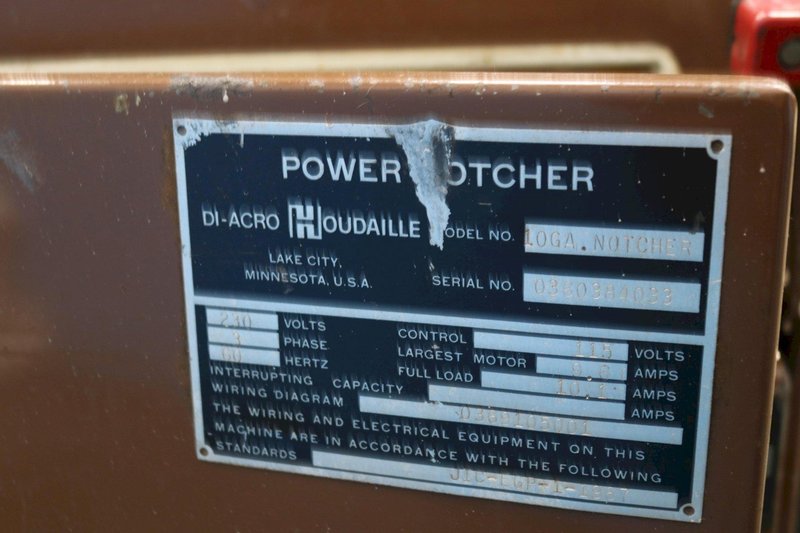 POWER NOTCHER
DI-ACRO HOUDAILLE MODEL NO. 10GA. NOTCHER
LAKE CITY,
MINNESOTA, U.S.A. SERIAL NO.
230 VOLTS
3 PHASE
60 HERTZ
CONTROL 115 VOLTS
LARGEST MOTOR AMPS
FULL LOAD 10.1 AMPS
INTERRUPTING CAPACITY AMPS
WIRING DIAGRAM
THE WIRING AND ELECTRICAL EQUIPMENT ON THIS
MACHINE ARE IN ACCORDANCE WITH THE FOLLOWING
STANDARDS